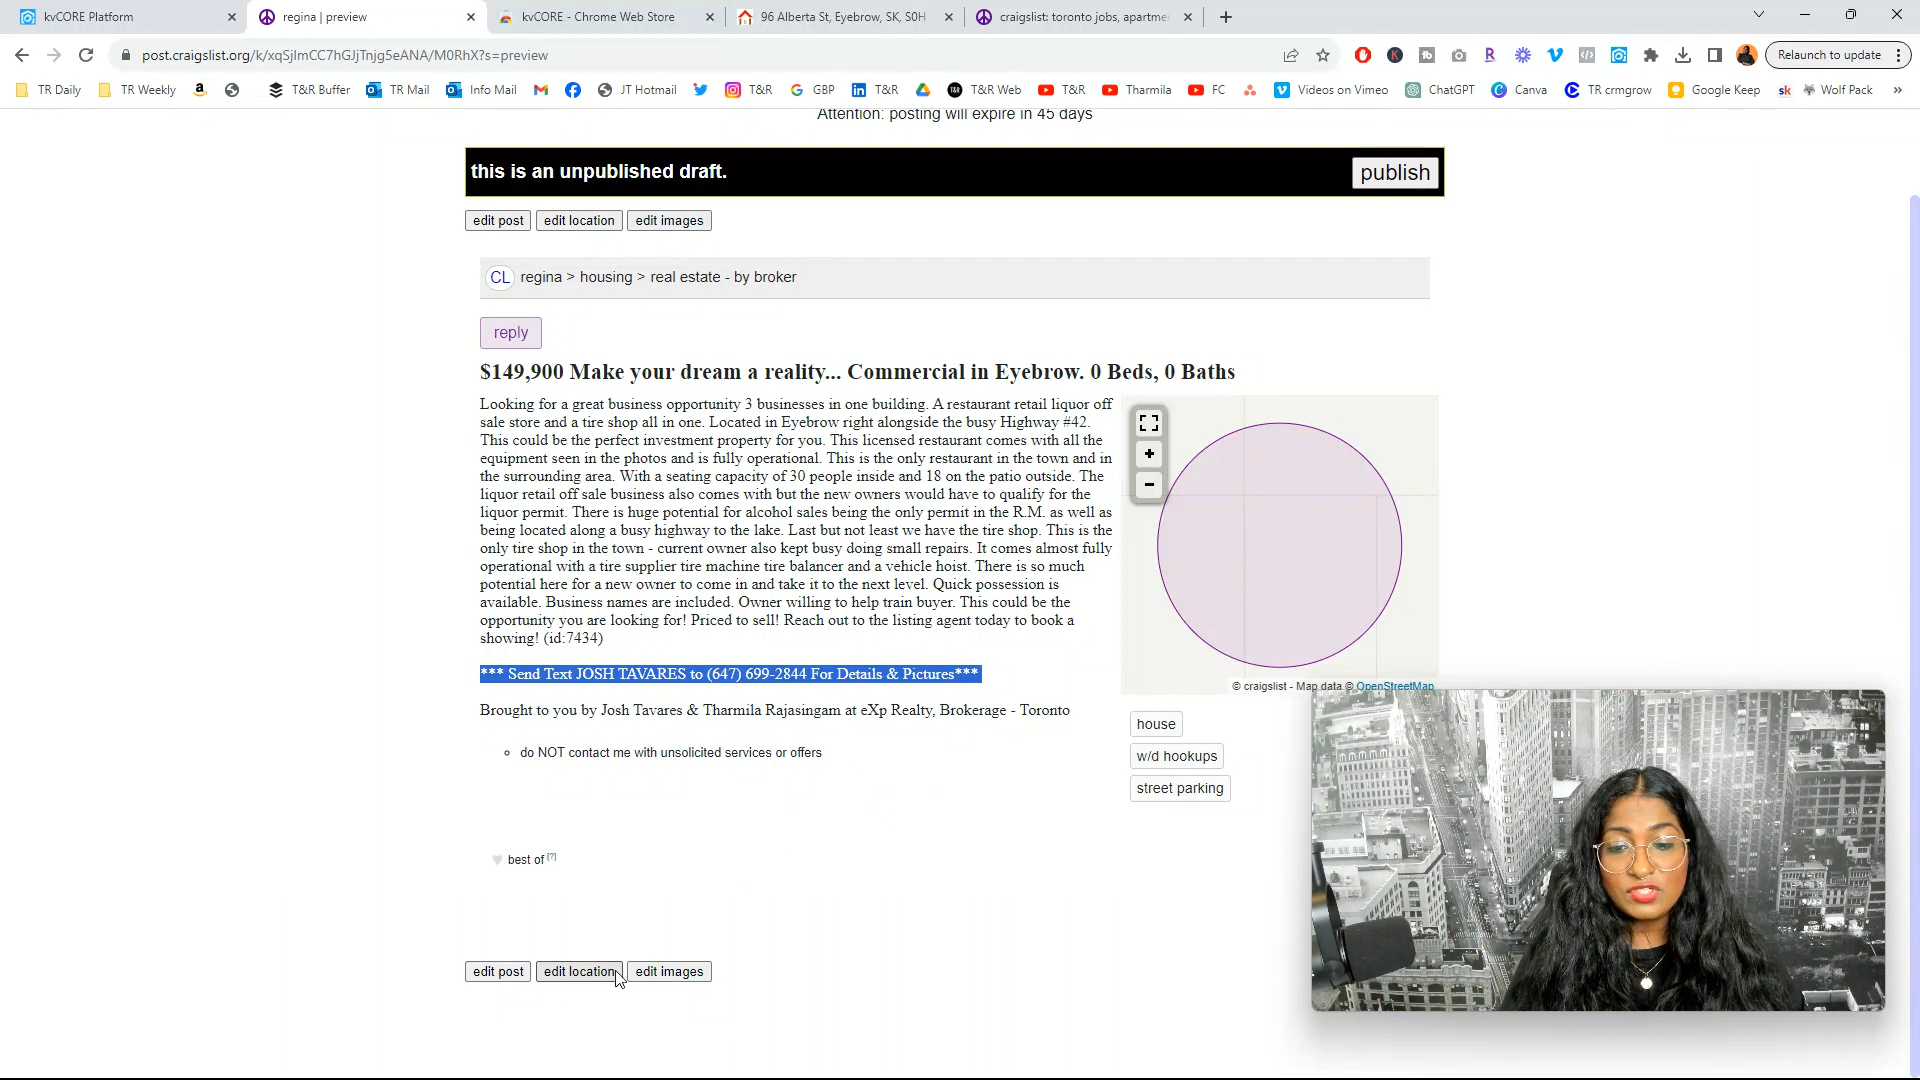 kvCORE Platform
regina | preview
kvCORE - Chrome Web Store
96 Alberta St, Eyebrow, SK, S0H
craigslist: toronto jobs, apartme
post.craigslist.org/k/xqSjlmCC7hGJjTnjg5eANA/M0RhX?s=preview
Relaunch to update
TR Daily
TR Weekly
T&R Buffer
TR Mail
Info Mail
JT Hotmail
T&R
GBP
T&R
T&R Web
T&R
Tharmila
FC
Videos on Vimeo
ChatGPT
Canva
TR crmgrow
Google Keep
sk
Wolf Pack
Attention: posting will expire in 45 days
this is an unpublished draft.
publish
edit post
edit location
edit images
CL regina > housing > real estate - by broker
reply
$149,900 Make your dream a reality... Commercial in Eyebrow. 0 Beds, 0 Baths
Looking for a great business opportunity 3 businesses in one building. A restaurant retail liquor off
sale store and a tire shop all in one. Located in Eyebrow right alongside the busy Highway #42.
This could be the perfect investment property for you. This licensed restaurant comes with all the
equipment seen in the photos and is fully operational. This is the only restaurant in the town and in
the surrounding area. With a seating capacity of 30 people inside and 18 on the patio outside. The
liquor retail off sale business also comes with but the new owners would have to qualify for the
liquor permit. There is huge potential for alcohol sales being the only permit in the R.M. as well as
being located along a busy highway to the lake. Last but not least we have the tire shop. This is the
only tire shop in the town - current owner also kept busy doing small repairs. It comes almost fully
operational with a tire supplier tire machine tire balancer and a vehicle hoist. There is so much
potential here for a new owner to come in and take it to the next level. Quick possession is
available. Business names are included. Owner willing to help train buyer. This could be the
opportunity you are looking for! Priced to sell! Reach out to the listing agent today to book a
showing! (id:7434)
*** Send Text JOSH TAVARES to (647) 699-2844 For Details & Pictures***
Brought to you by Josh Tavares & Tharmila Rajasingam at eXp Realty, Brokerage - Toronto
do NOT contact me with unsolicited services or offers
+
-
© craigslist - Map data © OpenStreetMap
house
w/d hookups
street parking
best of [?]
edit post
edit location
edit images